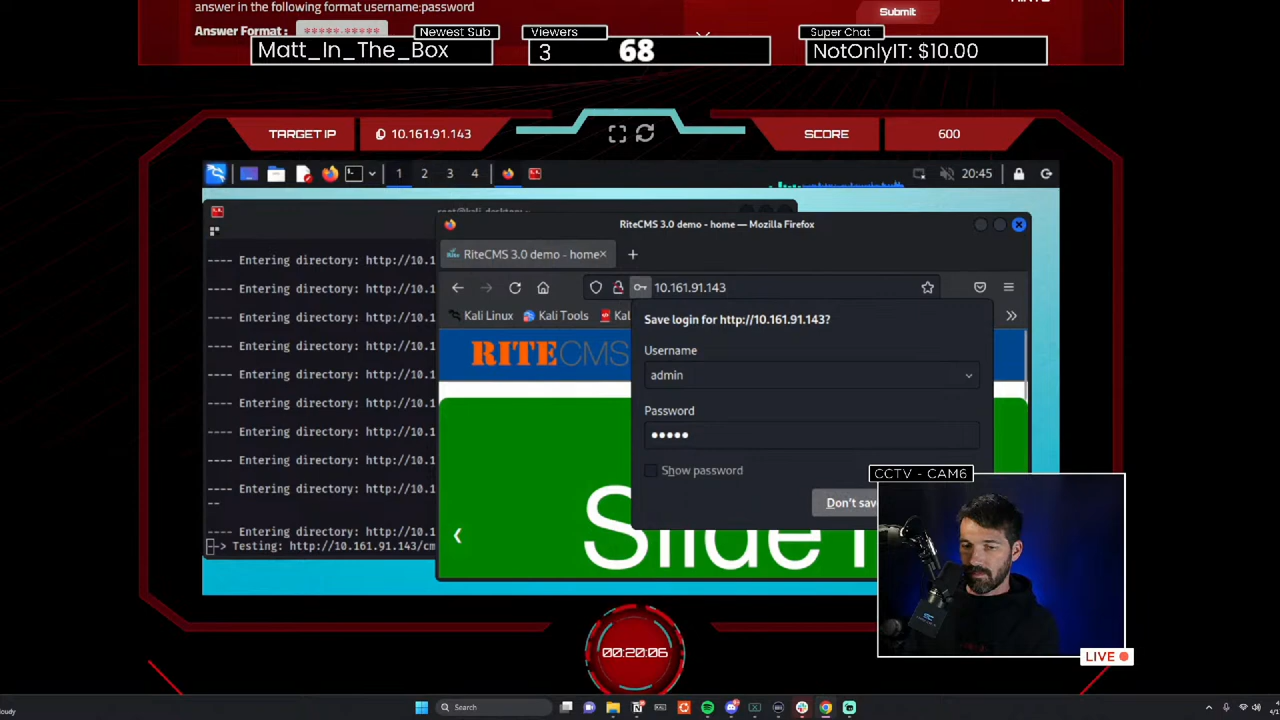 answer in the following format username:password
Submit
Answer Format : *****-*****
Newest Sub
Matt_In_The_Box
Viewers
3
68
Super Chat
NotOnlyIT: $10.00
TARGET IP
10.161.91.143
SCORE
600
1 2 3 4
20:45
RiteCMS 3.0 demo - home — Mozilla Firefox
RiteCMS 3.0 demo - home
10.161.91.143
Kali Linux
Kali Tools
Kal
RITECMS
Save login for http://10.161.91.143?
Username
admin
Password
•••••
Show password
Don't sav
Slide
---- Entering directory: http://10.1
---- Entering directory: http://10.1
---- Entering directory: http://10.1
---- Entering directory: http://10.1
---- Entering directory: http://10.1
---- Entering directory: http://10.1
---- Entering directory: http://10.1
---- Entering directory: http://10.1
---- Entering directory: http://10.1
--
---- Entering directory: http://10.1
--> Testing: http://10.161.91.143/cm
CCTV - CAM6
LIVE
00:20:06
Search